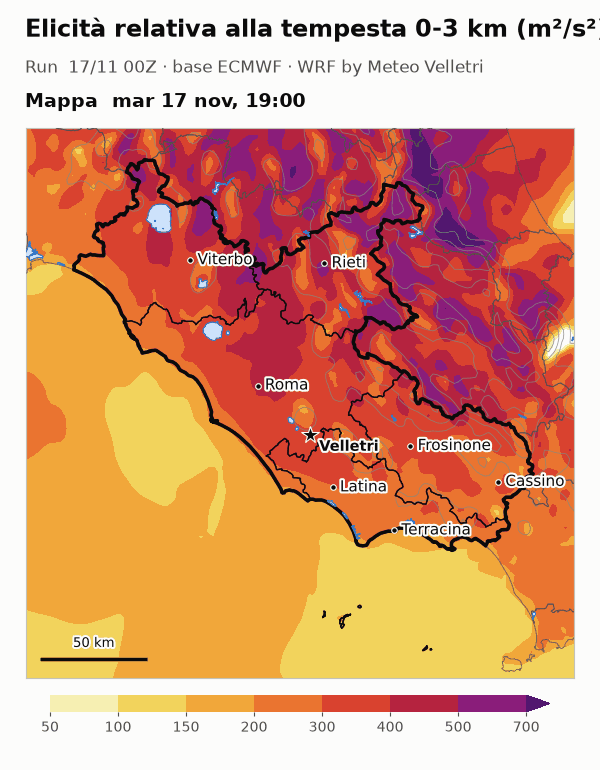 Elicità relativa alla tempesta 0-3 km (m²/s²)
Run 17/11 00Z · base ECMWF · WRF by Meteo Velletri
Mappa mar 17 nov, 19:00
Viterbo
Rieti
Roma
Velletri
Frosinone
Latina
Cassino
Terracina
50 km
50 100 150 200 300 400 500 700